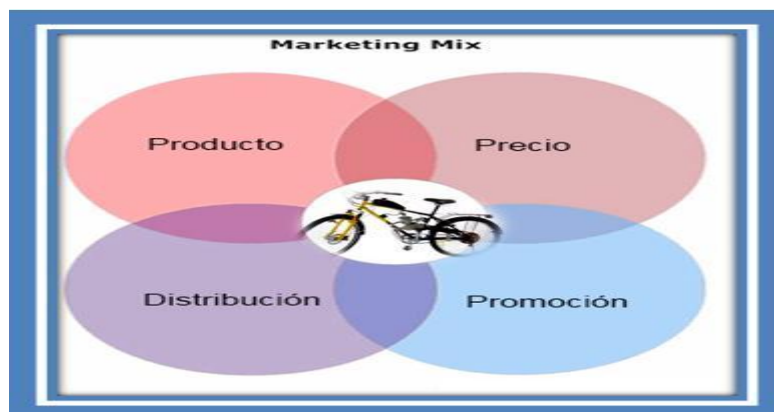 Marketing Mix
Producto
Precio
Distribución
Promoción